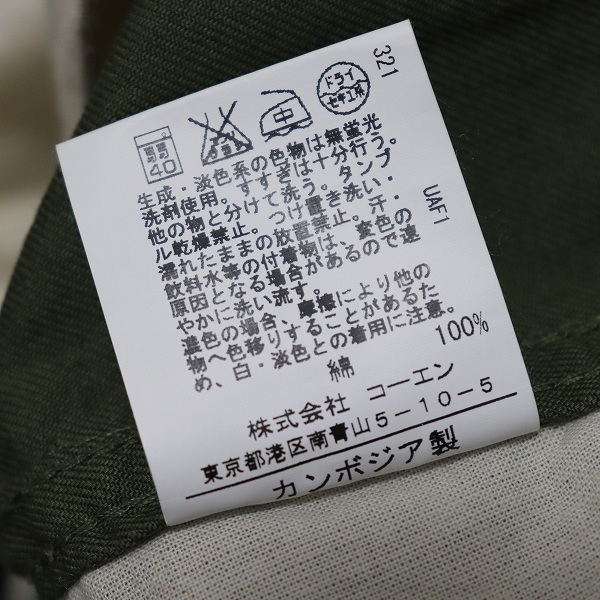 321
UAF1
40
エンソサラシ
中
ドライ
セキユ系
生成・淡色系の色物は無蛍光
洗剤使用。すすぎは十分行う。
他の物と分けて洗う。タンブ
ル乾燥禁止。つけ置き洗い・
濡れたままの放置禁止。汗・
飲料水等の付着物は、変色の
原因となる場合があるので速
やかに洗い流す。
濃色の場合、摩擦により他の
物へ色移りすることがあるた
め、白・淡色との着用に注意。
綿 100%
株式会社 コーエン
東京都港区南青山5-10-5
カンボジア製